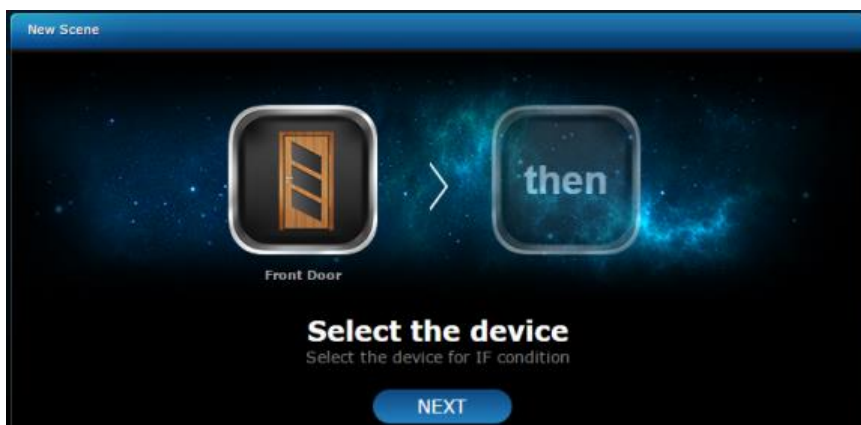 New Scene
then
Front Door
Select the device
Select the device for IF condition
NEXT